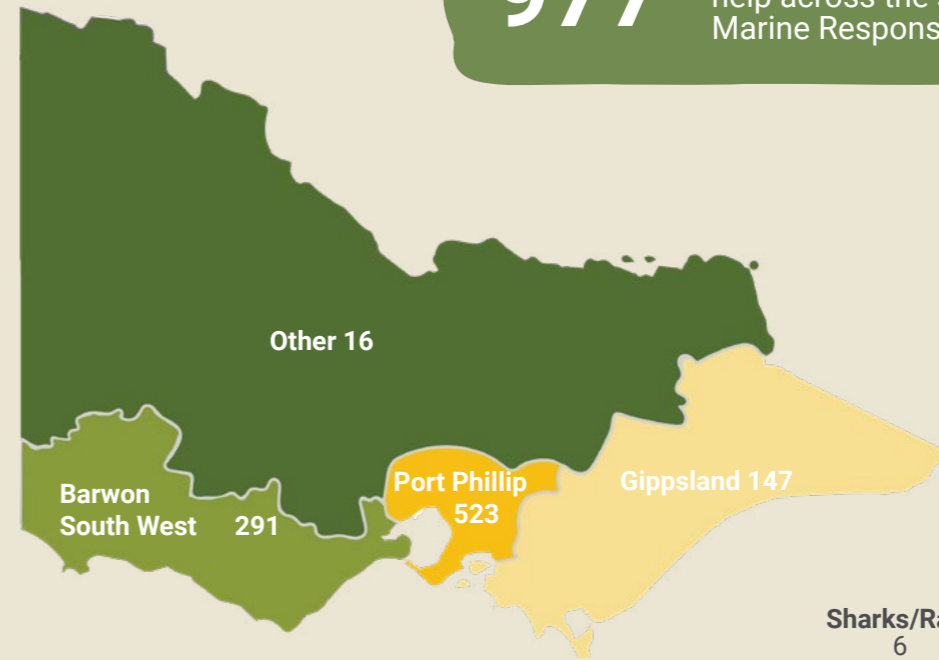 977
help across the
Marine Respons
Other 16
Barwon
South West 291
Port Phillip
523
Gippsland 147
Sharks/Ra
6